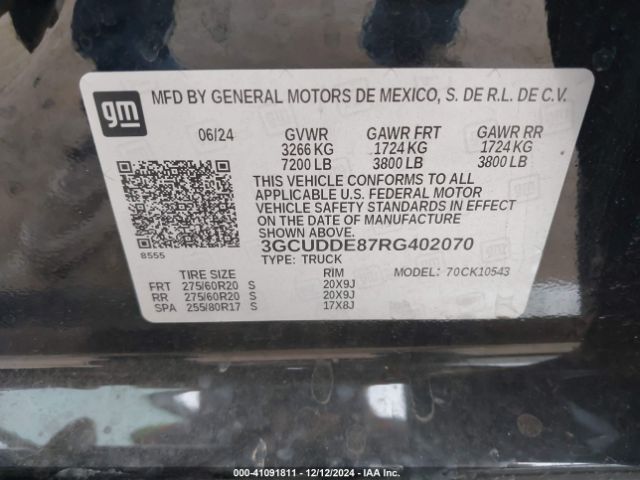 gm
MFD BY GENERAL MOTORS DE MEXICO, S. DE R.L. DE C.V.
06/24 GVWR GAWR FRT GAWR RR
3266 KG 1724 KG 1724 KG
7200 LB 3800 LB 3800 LB
THIS VEHICLE CONFORMS TO ALL
APPLICABLE U.S. FEDERAL MOTOR
VEHICLE SAFETY STANDARDS IN EFFECT
ON THE DATE OF MANUFACTURE
SHOWN ABOVE.
8555 3GCUDDE87RG402070
TYPE: TRUCK MODEL: 70CK10543
TIRE SIZE RIM
FRT 275/60R20 S 20X9J
RR 275/60R20 S 20X9J
SPA 255/80R17 S 17X8J
000-41091811 - 12/12/2024 - IAA Inc.